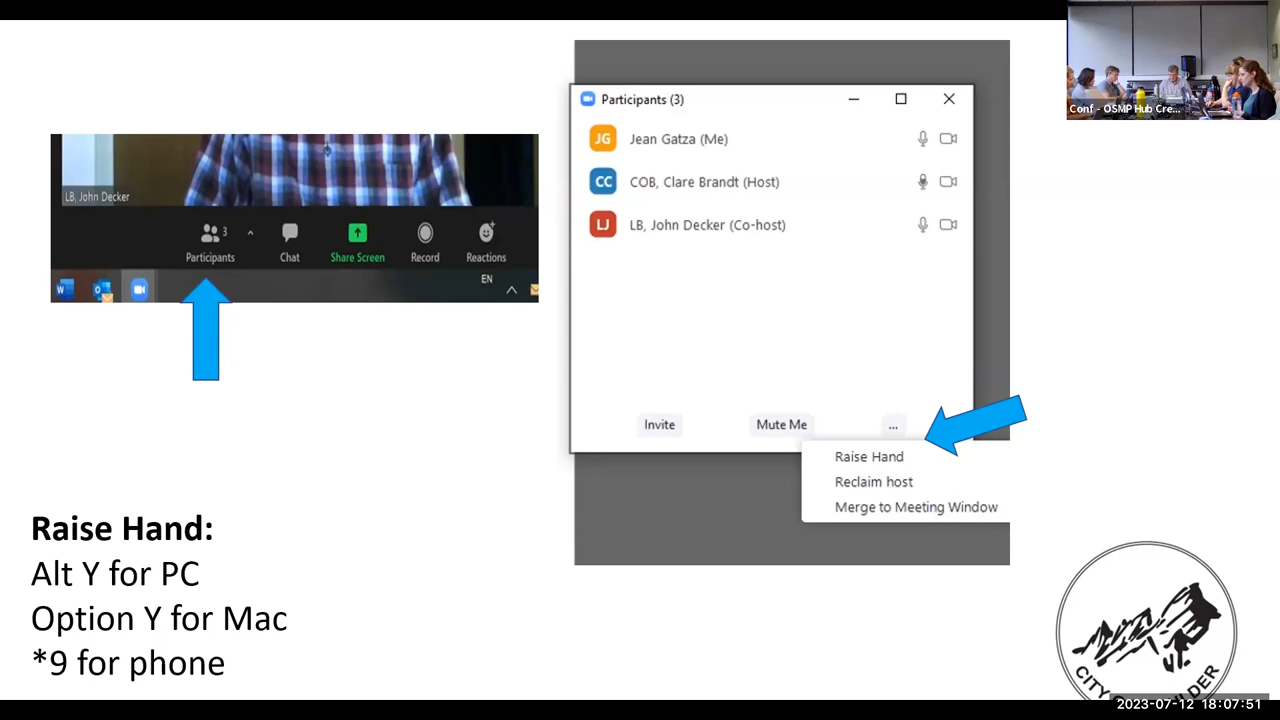 Conf - OSMP Hub Cre...
LB, John Decker
3
Participants
Chat
Share Screen
Record
Reactions
EN
Participants (3)
JG Jean Gatza (Me)
CC COB, Clare Brandt (Host)
LJ LB, John Decker (Co-host)
Invite
Mute Me
...
Raise Hand
Reclaim host
Merge to Meeting Window
Raise Hand:
Alt Y for PC
Option Y for Mac
*9 for phone
2023-07-12 18:07:51